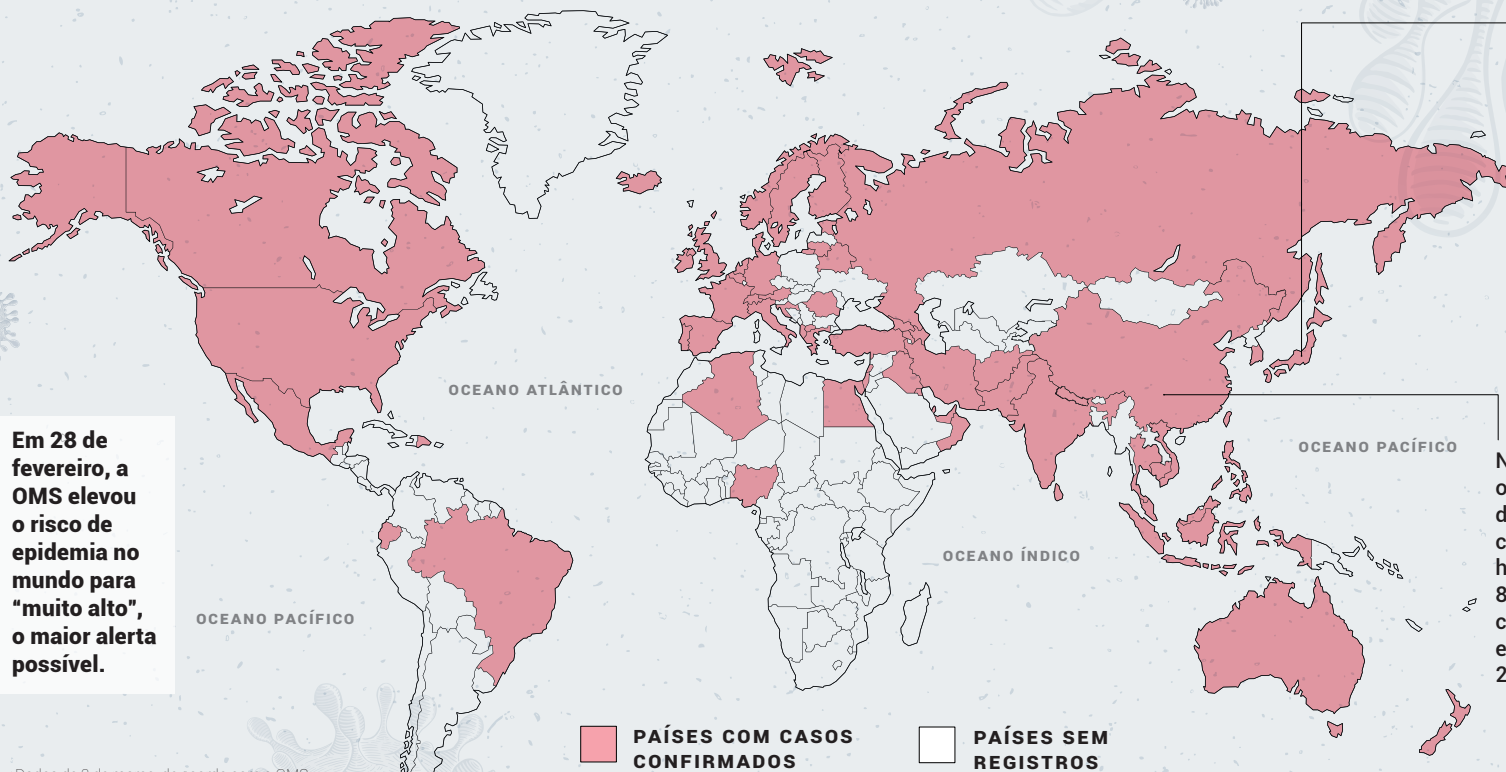 OCEANO ATLÂNTICO
Em 28 de
fevereiro, a
OMS elevou
o risco de
epidemia no
mundo para
“muito alto”,
o maior alerta
possível.
OCEANO PACÍFICO
OCEANO ÍNDICO
OCEANO PACÍFICO
PAÍSES COM CASOS
CONFIRMADOS
PAÍSES SEM
REGISTROS